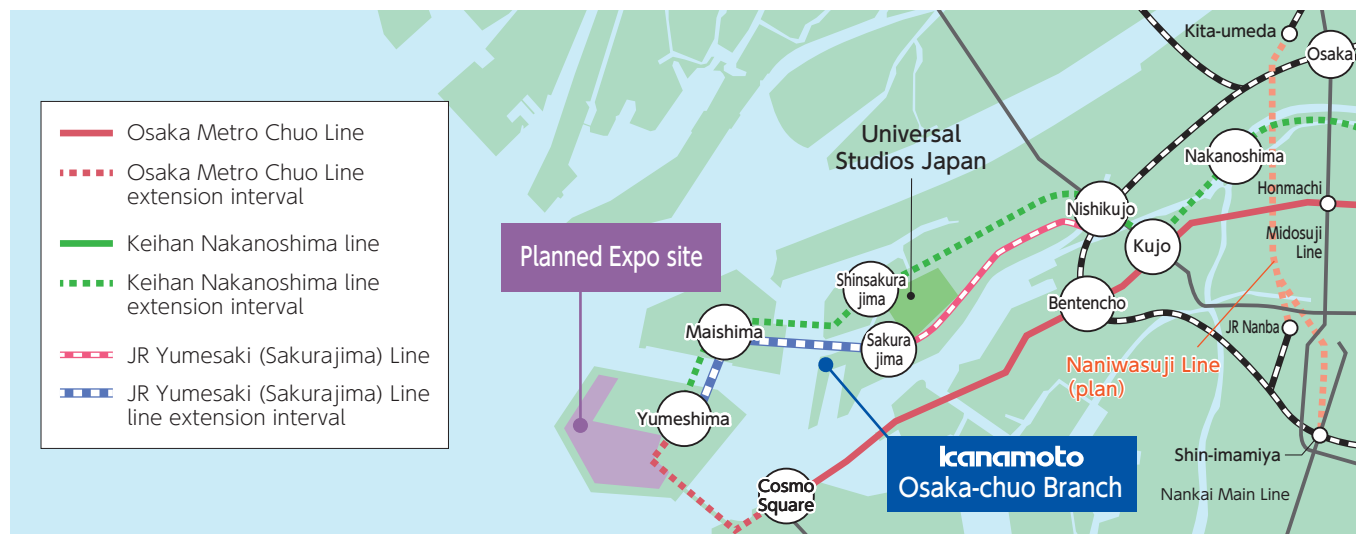 Osaka Metro Chuo Line
Osaka Metro Chuo Line
extension interval
Keihan Nakanoshima line
Keihan Nakanoshima line
extension interval
JR Yumesaki (Sakurajima) Line
JR Yumesaki (Sakurajima) Line
line extension interval
Kita-umeda
Osaka
Universal
Studios Japan
Nakanoshima
Honmachi
Nishikujo
Midosuji
Line
Kujo
Planned Expo site
Shinsakura
jima
Bentencho
Maishima
Sakura
jima
JR Nanba
Naniwasuji Line
(plan)
Yumeshima
kanamoto
Osaka-chuo Branch
Shin-imamiya
Cosmo
Square
Nankai Main Line